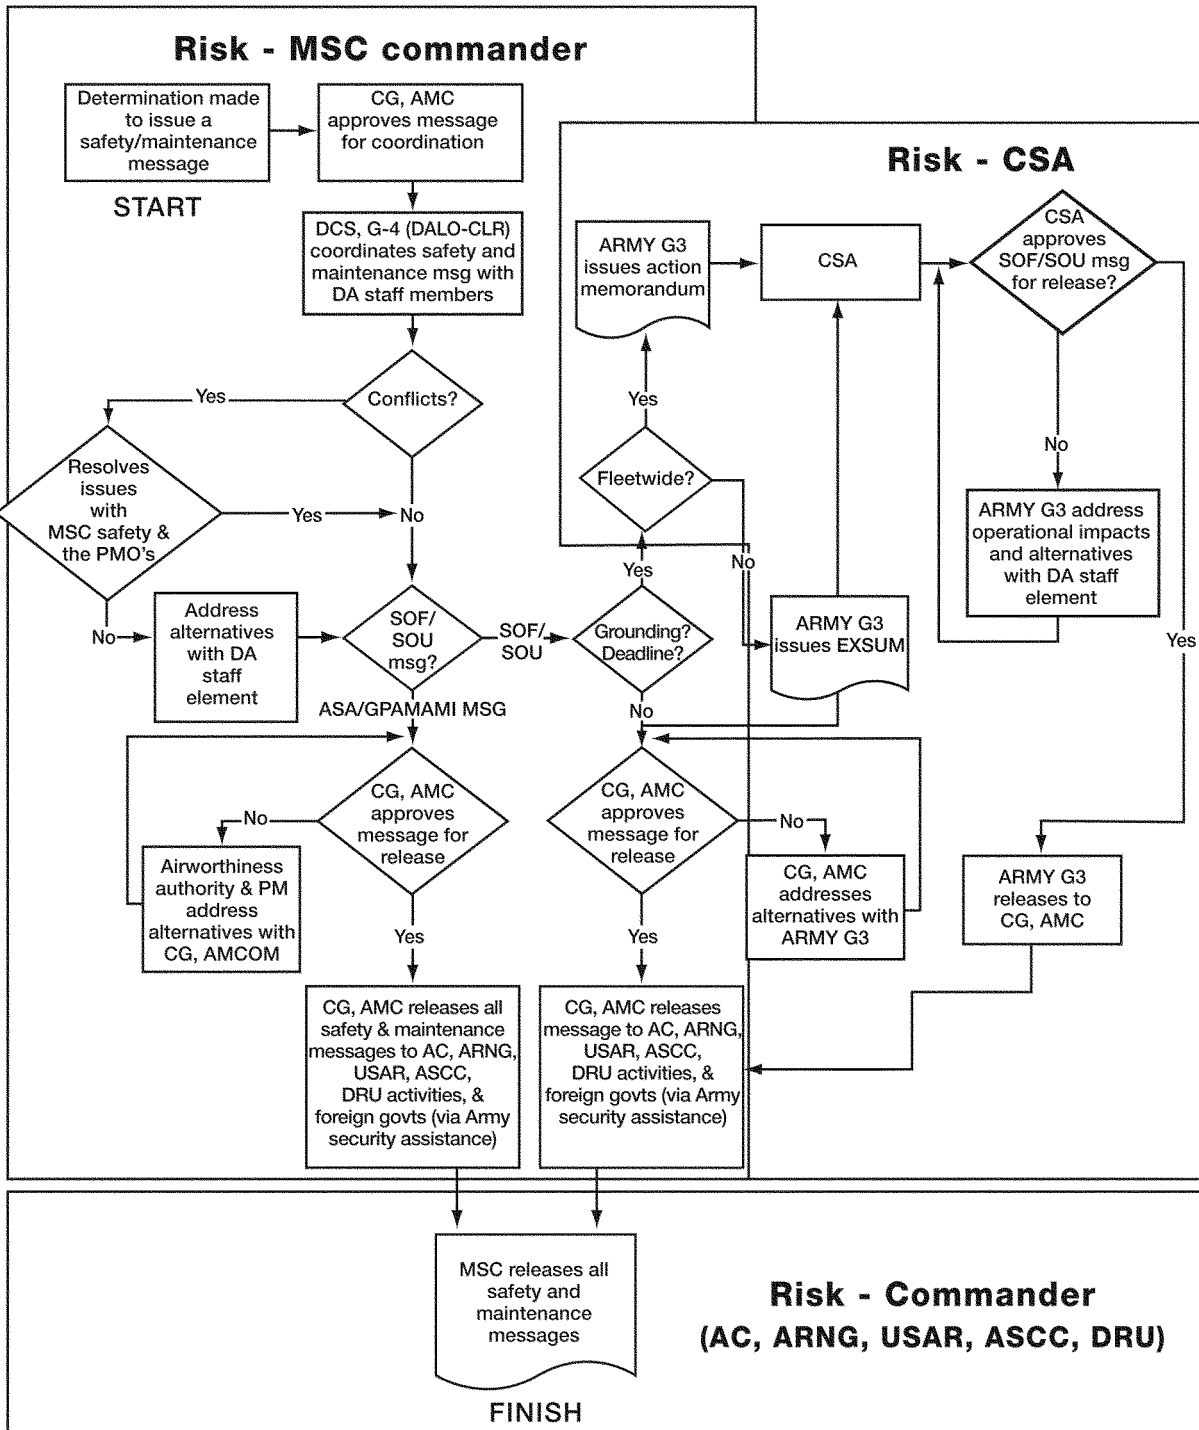 Risk - MSC commander
Determination made
to issue a
safety/maintenance
message
START
CG, AMC
approves message
for coordination
DCS, G-4 (DALO-CLR)
coordinates safety and
maintenance msg with
DA staff members
Conflicts?
Yes
Resolves
issues
with
MSC safety &
the PMO's
Yes
No
No
Address
alternatives
with DA
staff
element
SOF/
SOU
msg?
SOF/
SOU
ASA/GPAMAMI MSG
CG, AMC
approves
message for
release
No
Airworthiness
authority & PM
address
alternatives with
CG, AMCOM
Yes
CG, AMC releases all
safety & maintenance
messages to AC, ARNG,
USAR, ASCC,
DRU activities, &
foreign govts (via Army
security assistance)
Risk - CSA
ARMY G3
issues action
memorandum
CSA
CSA
approves
SOF/SOU msg
for release?
Yes
Fleetwide?
No
Yes
Grounding?
Deadline?
No
ARMY G3
issues EXSUM
No
ARMY G3 address
operational impacts
and alternatives
with DA staff
element
Yes
CG, AMC
approves
message for
release
No
CG, AMC
addresses
alternatives with
ARMY G3
ARMY G3
releases to
CG, AMC
Yes
CG, AMC releases
message to AC, ARNG,
USAR, ASCC,
DRU activities, &
foreign govts (via Army
security assistance)
MSC releases all
safety and
maintenance
messages
FINISH
Risk - Commander
(AC, ARNG, USAR, ASCC, DRU)